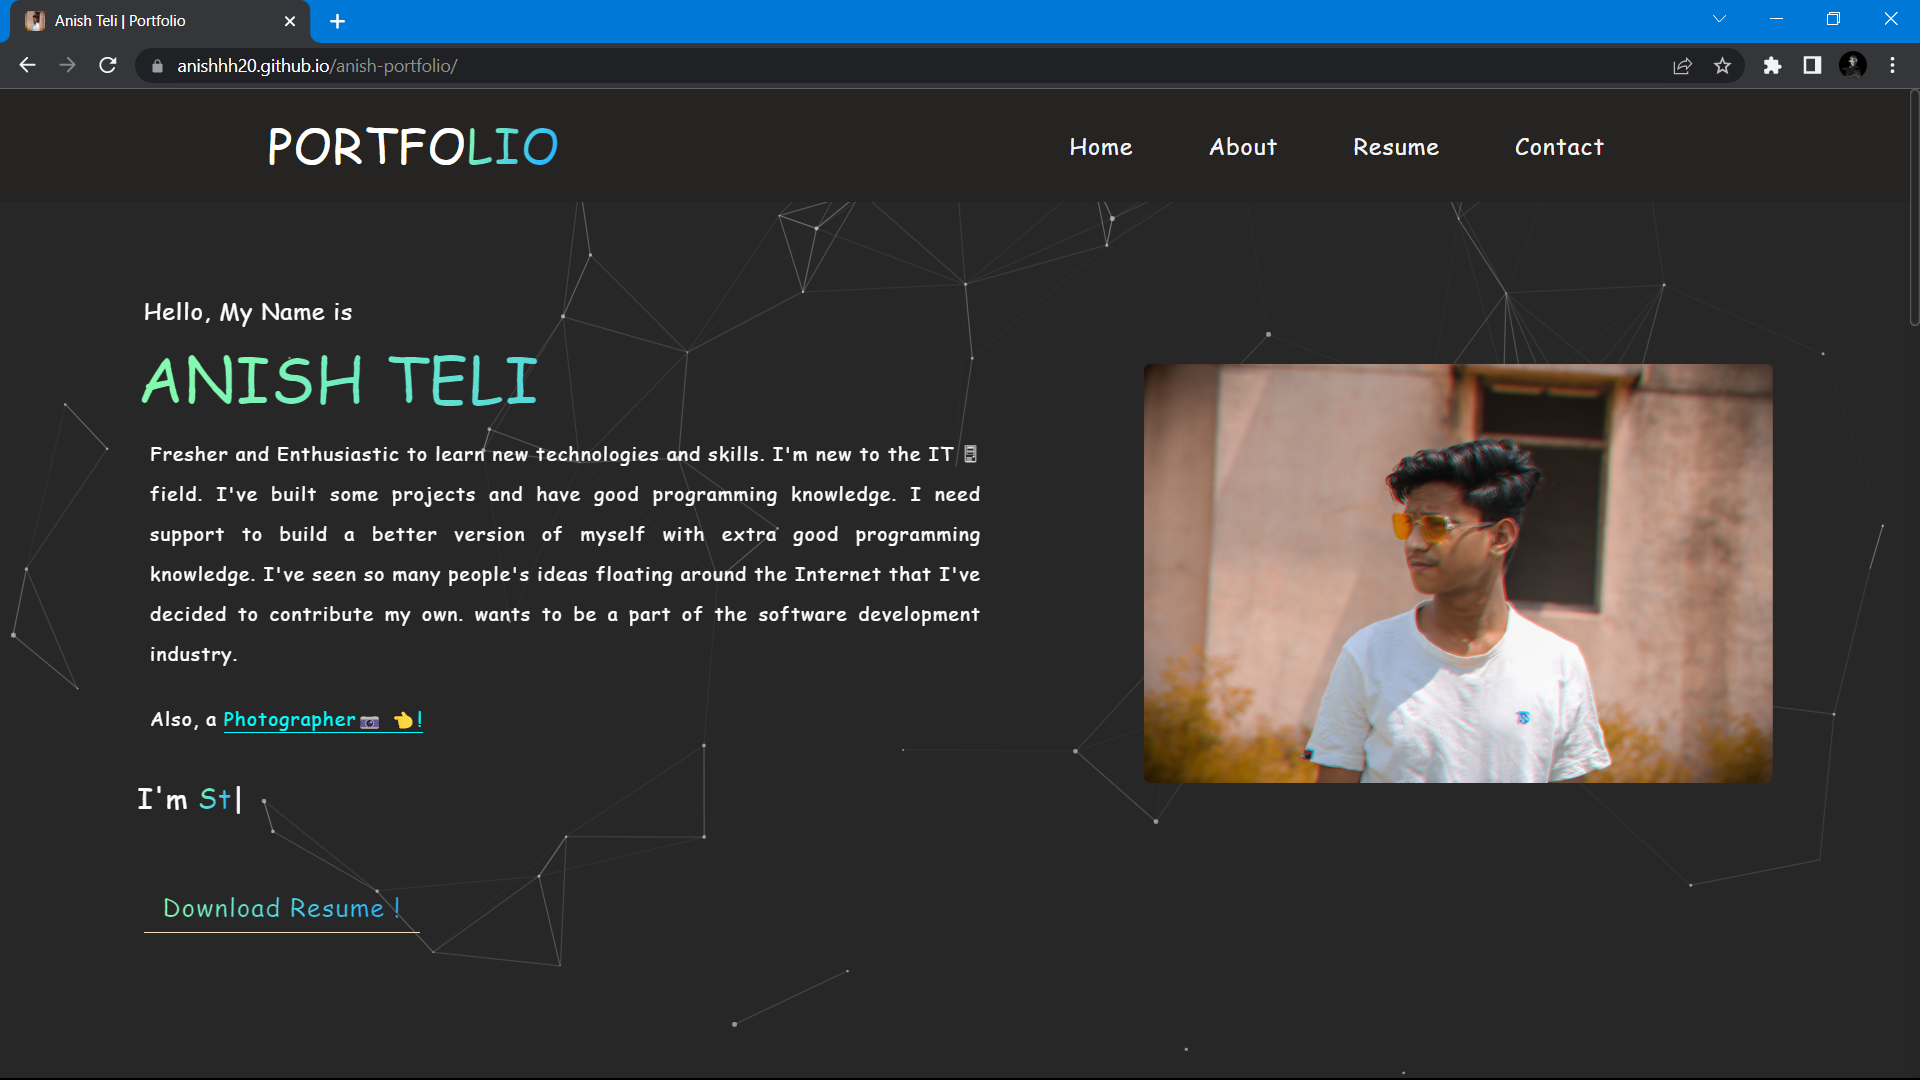 Anish Teli | Portfolio
anishhh20.github.io/anish-portfolio/
PORTFOLIO
Home About Resume Contact
Hello, My Name is
ANISH TELI
Fresher and Enthusiastic to learn new technologies and skills. I'm new to the IT
field. I've built some projects and have good programming knowledge. I need
support to build a better version of myself with extra good programming
knowledge. I've seen so many people's ideas floating around the Internet that I've
decided to contribute my own. wants to be a part of the software development
industry.
Also, a Photographer📷 👈!
I'm St|
Download Resume !